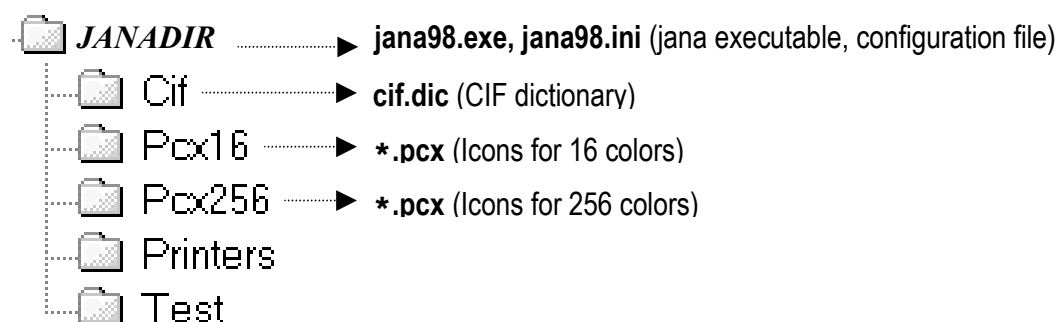 JANADIR jana98.exe, jana98.ini (jana executable, configuration file)
Cif cif.dic (CIF dictionary)
Pcx16 *.pcx (Icons for 16 colors)
Pcx256 *.pcx (Icons for 256 colors)
Printers
Test